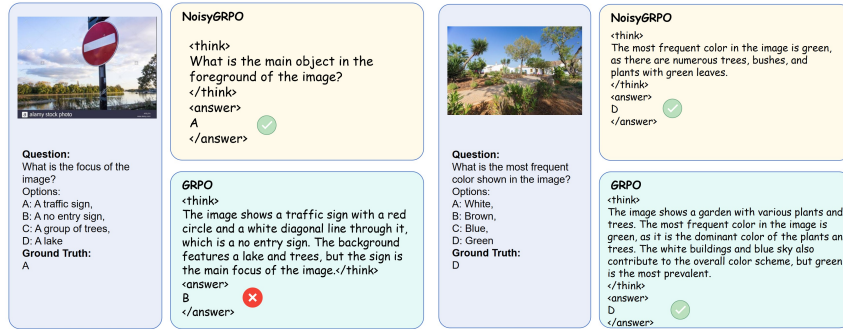 alamy stock photo
Question:
What is the focus of the
image?
Options:
A: A traffic sign,
B: A no entry sign,
C: A group of trees,
D: A lake
Ground Truth:
A
NoisyGRPO
<think>
What is the main object in the
foreground of the image?
</think>
<answer>
A
</answer>
GRPO
<think>
The image shows a traffic sign with a red
circle and a white diagonal line through it,
which is a no entry sign. The background
features a lake and trees, but the sign is
the main focus of the image.</think>
<answer>
B
</answer>
Question:
What is the most frequent
color shown in the image?
Options:
A: White,
B: Brown,
C: Blue,
D: Green
Ground Truth:
D
NoisyGRPO
<think>
The most frequent color in the image is green,
as there are numerous trees, bushes, and
plants with green leaves.
</think>
<answer>
D
</answer>
GRPO
<think>
The image shows a garden with various plants and
trees. The most frequent color in the image is
green, as it is the dominant color of the plants an
trees. The white buildings and blue sky also
contribute to the overall color scheme, but green
is the most prevalent.
</think>
<answer>
D
</answer>